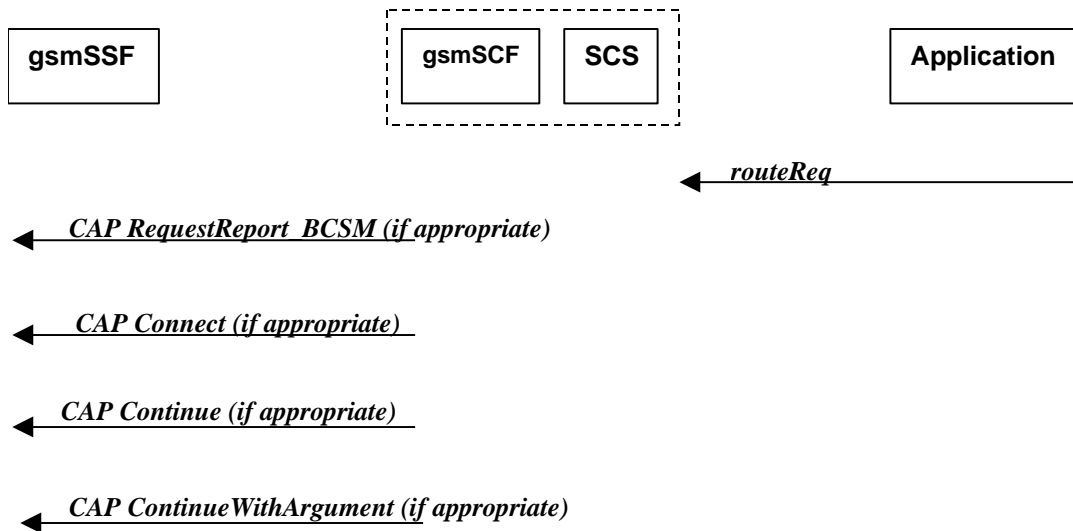 gsmSSF
gsmSCF
SCS
Application
routeReq
CAP RequestReport_BCSM (if appropriate)
CAP Connect (if appropriate)
CAP Continue (if appropriate)
CAP ContinueWithArgument (if appropriate)